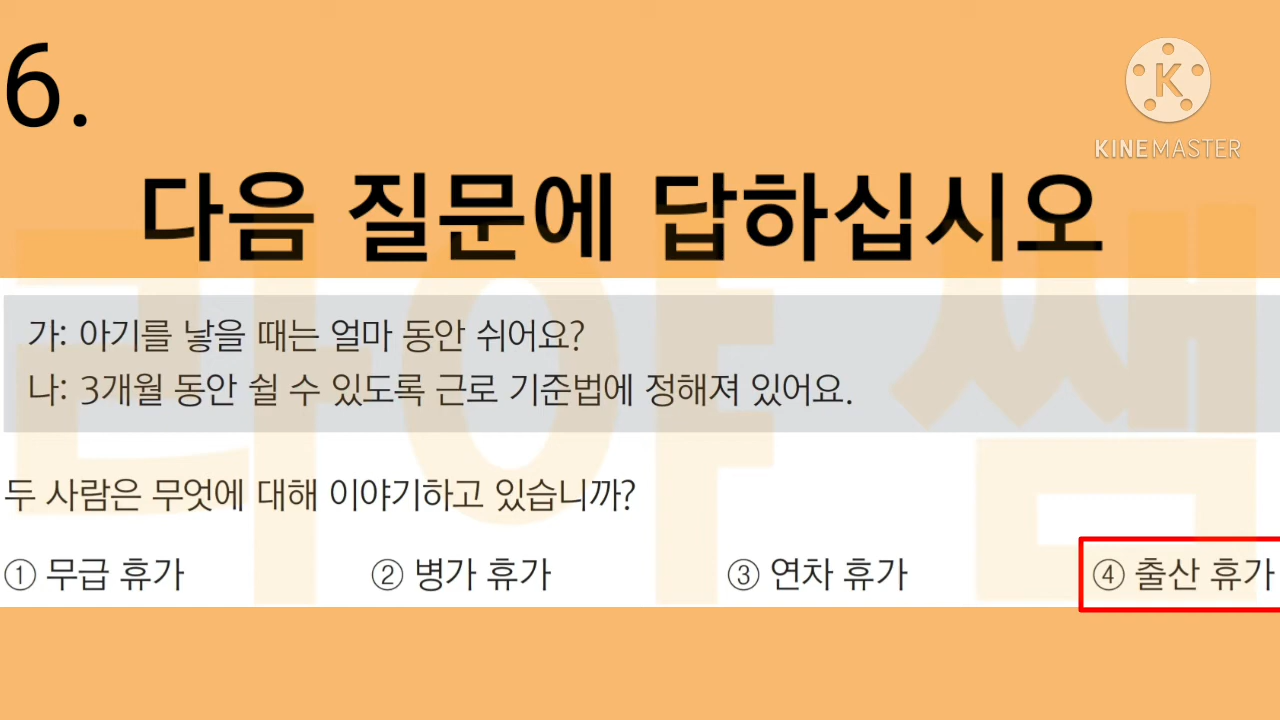 6.
K
KINEMASTER
다음 질문에 답하십시오
라야 쌤
가: 아기를 낳을 때는 얼마 동안 쉬어요?
나: 3개월 동안 쉴 수 있도록 근로 기준법에 정해져 있어요.
두 사람은 무엇에 대해 이야기하고 있습니까?
① 무급 휴가 ② 병가 휴가 ③ 연차 휴가 ④ 출산 휴가